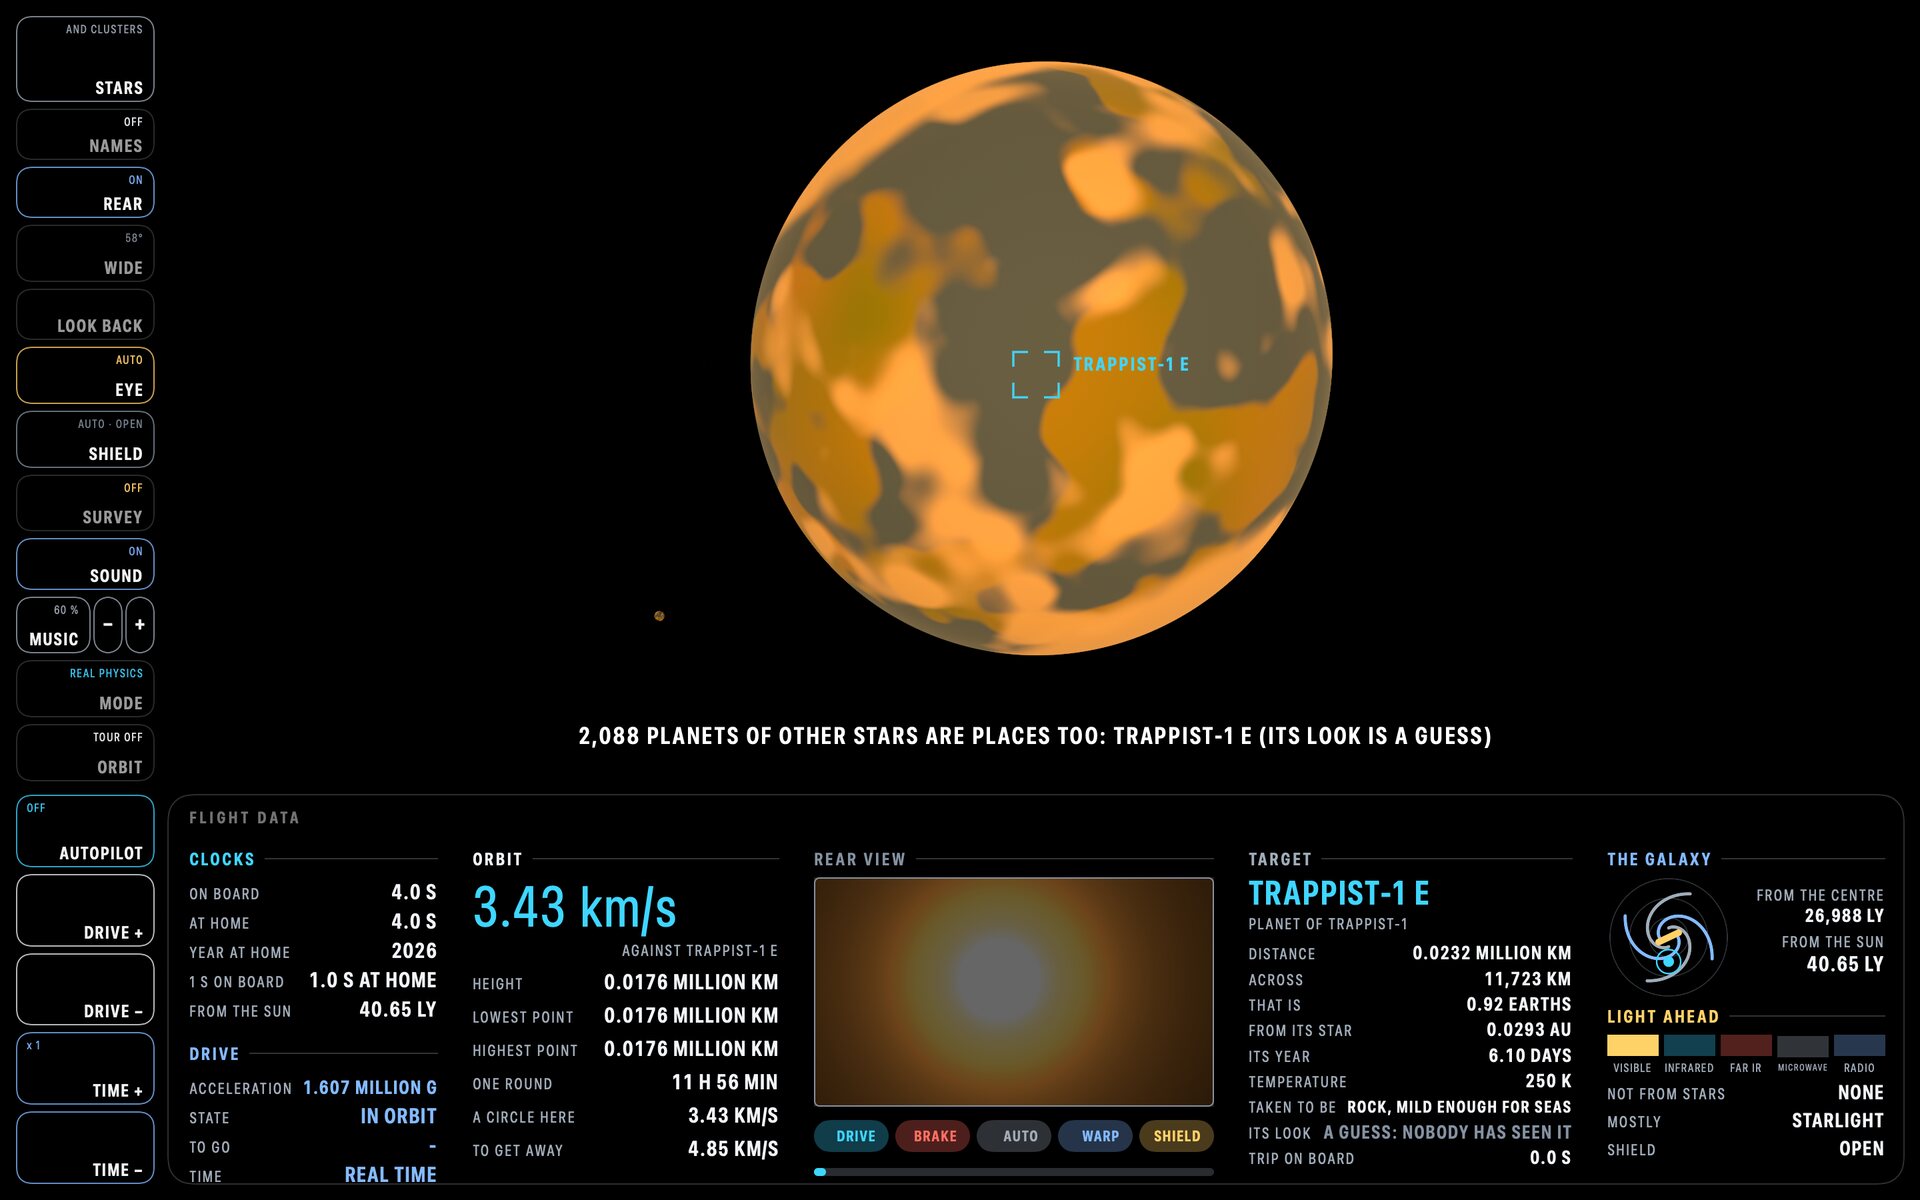 AND CLUSTERS
STARS
OFF
NAMES
ON
REAR
58°
WIDE
LOOK BACK
AUTO
EYE
AUTO · OPEN
SHIELD
OFF
SURVEY
ON
SOUND
60 %
MUSIC − +
REAL PHYSICS
MODE
TOUR OFF
ORBIT
OFF
AUTOPILOT
DRIVE +
DRIVE −
x 1
TIME +
TIME −
TRAPPIST-1 E
2,088 PLANETS OF OTHER STARS ARE PLACES TOO: TRAPPIST-1 E (ITS LOOK IS A GUESS)
FLIGHT DATA
CLOCKS
ON BOARD 4.0 S
AT HOME 4.0 S
YEAR AT HOME 2026
1 S ON BOARD 1.0 S AT HOME
FROM THE SUN 40.65 LY
DRIVE
ACCELERATION 1.607 MILLION G
STATE IN ORBIT
TO GO -
TIME REAL TIME
ORBIT
3.43 km/s
AGAINST TRAPPIST-1 E
HEIGHT 0.0176 MILLION KM
LOWEST POINT 0.0176 MILLION KM
HIGHEST POINT 0.0176 MILLION KM
ONE ROUND 11 H 56 MIN
A CIRCLE HERE 3.43 KM/S
TO GET AWAY 4.85 KM/S
REAR VIEW
DRIVE BRAKE AUTO WARP SHIELD
TARGET
TRAPPIST-1 E
PLANET OF TRAPPIST-1
DISTANCE 0.0232 MILLION KM
ACROSS 11,723 KM
THAT IS 0.92 EARTHS
FROM ITS STAR 0.0293 AU
ITS YEAR 6.10 DAYS
TEMPERATURE 250 K
TAKEN TO BE ROCK, MILD ENOUGH FOR SEAS
ITS LOOK A GUESS: NOBODY HAS SEEN IT
TRIP ON BOARD 0.0 S
THE GALAXY
FROM THE CENTRE
26,988 LY
FROM THE SUN
40.65 LY
LIGHT AHEAD
VISIBLE INFRARED FAR IR MICROWAVE RADIO
NOT FROM STARS NONE
MOSTLY STARLIGHT
SHIELD OPEN